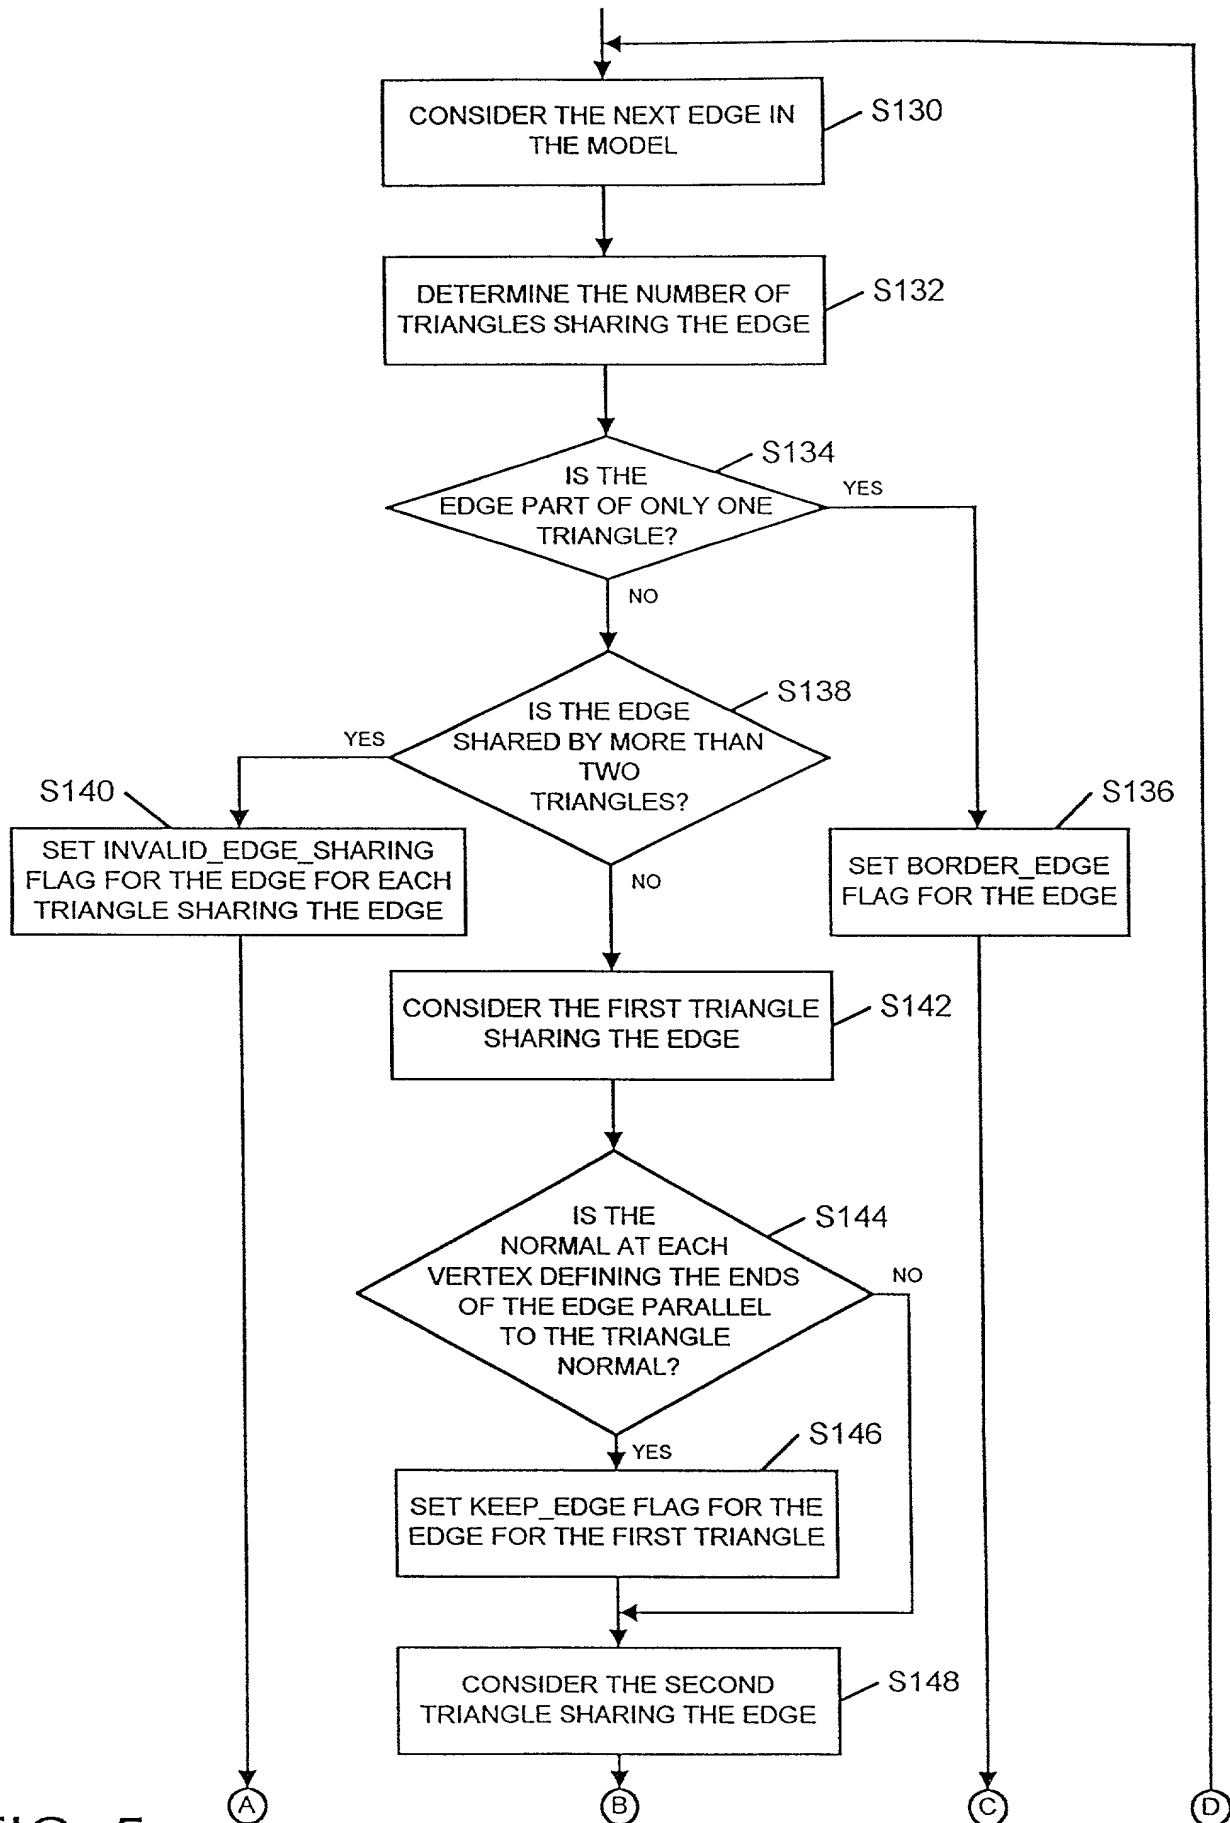 CONSIDER THE NEXT EDGE IN
THE MODEL
S130
DETERMINE THE NUMBER OF
TRIANGLES SHARING THE EDGE
S132
S134
IS THE
EDGE PART OF ONLY ONE
TRIANGLE?
YES
NO
S138
IS THE EDGE
SHARED BY MORE THAN
TWO
TRIANGLES?
YES
NO
S140
SET INVALID_EDGE_SHARING
FLAG FOR THE EDGE FOR EACH
TRIANGLE SHARING THE EDGE
S136
SET BORDER_EDGE
FLAG FOR THE EDGE
CONSIDER THE FIRST TRIANGLE
SHARING THE EDGE
S142
S144
IS THE
NORMAL AT EACH
VERTEX DEFINING THE ENDS
OF THE EDGE PARALLEL
TO THE TRIANGLE
NORMAL?
NO
YES
S146
SET KEEP_EDGE FLAG FOR THE
EDGE FOR THE FIRST TRIANGLE
CONSIDER THE SECOND
TRIANGLE SHARING THE EDGE
S148
A
B
C
D